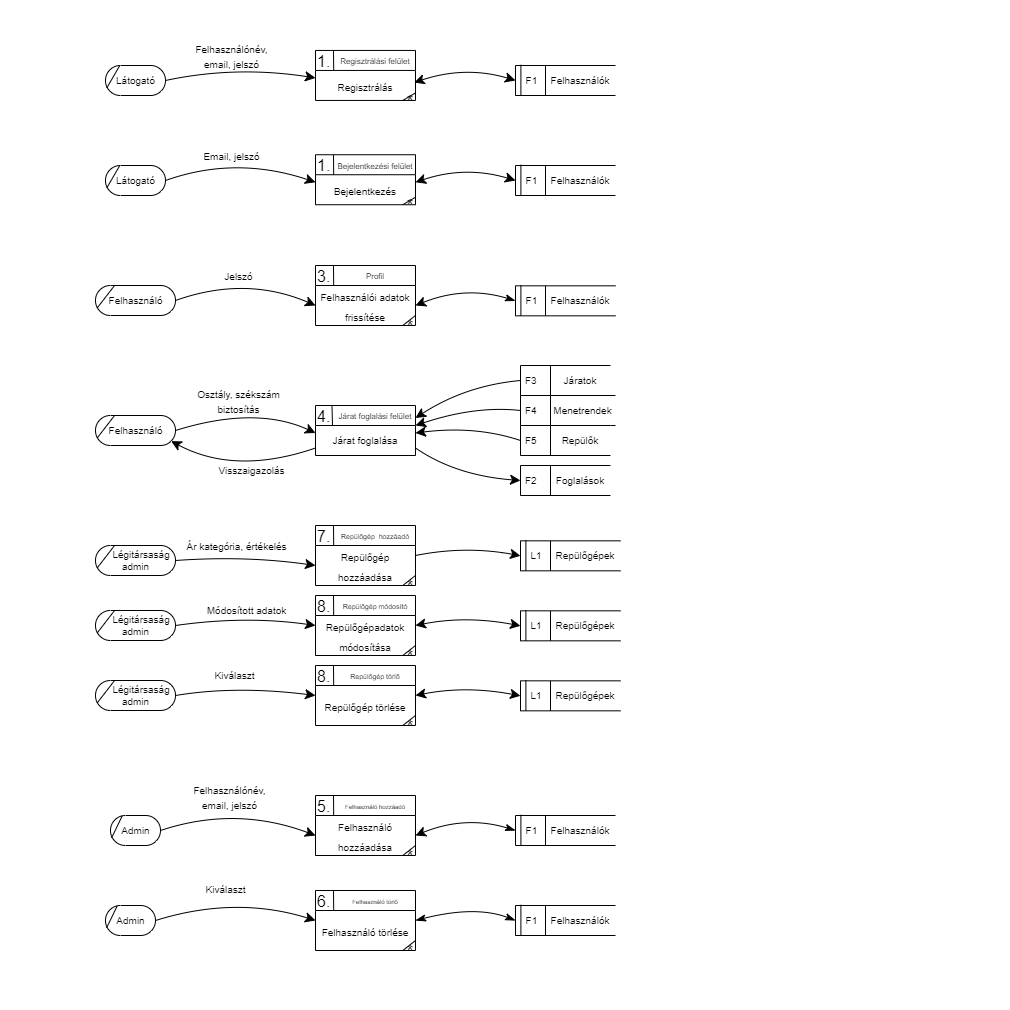 Felhasználónév,
email, jelszó
Látogató
1.
Regisztrálási felület
Regisztrálás
F1
Felhasználók
Email, jelszó
Látogató
1.
Bejelentkezési felület
Bejelentkezés
F1
Felhasználók
Jelszó
Felhasználó
3.
Profil
Felhasználói adatok
frissítése
F1
Felhasználók
Osztály, székszám
biztosítás
Felhasználó
Visszaigazolás
4.
Járat foglalási felület
Járat foglalása
F3
Járatok
F4
Menetrendek
F5
Repülők
F2
Foglalások
Ár kategória, értékelés
Légitársaság
admin
7.
Repülőgép hozzáadó
Repülőgép
hozzáadása
L1
Repülőgépek
Módosított adatok
Légitársaság
admin
8.
Repülőgép módosító
Repülőgépadatok
módosítása
L1
Repülőgépek
Kiválaszt
Légitársaság
admin
8.
Repülőgép törlő
Repülőgép törlése
L1
Repülőgépek
Felhasználónév,
email, jelszó
Admin
5.
Felhasználó hozzáadó
Felhasználó
hozzáadása
F1
Felhasználók
Kiválaszt
Admin
6.
Felhasználó törlő
Felhasználó törlése
F1
Felhasználók